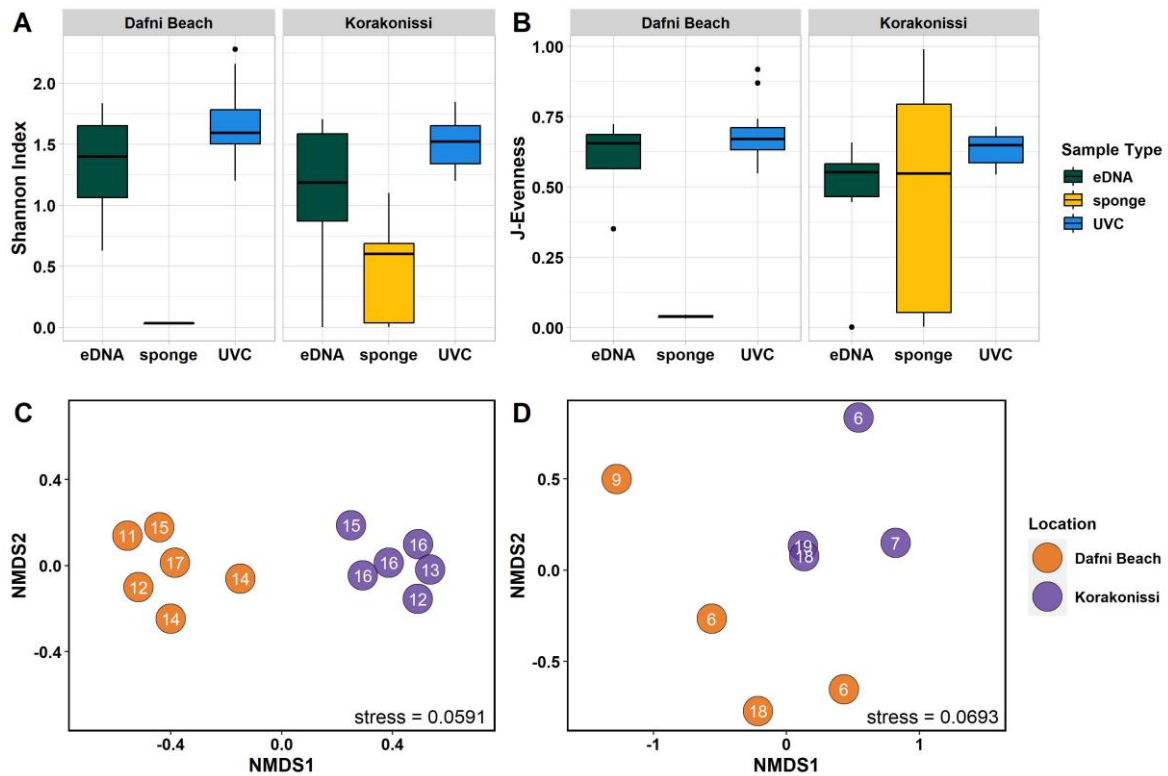 A
Dafni Beach
Korakonissi
Shannon Index
2.0
1.5
1.0
0.5
0.0
eDNA
sponge
UVC
eDNA
sponge
UVC
B
Dafni Beach
Korakonissi
J-Evenness
1.00
0.75
0.50
0.25
0.00
eDNA
sponge
UVC
eDNA
sponge
UVC
Sample Type
eDNA
sponge
UVC
C
NMDS2
0.4
0.0
-0.4
11
15
17
12
14
14
15
16
16
16
13
12
stress = 0.0591
-0.4
0.0
0.4
NMDS1
D
NMDS2
0.5
0.0
-0.5
6
9
19
18
7
6
6
18
stress = 0.0693
-1
0
1
NMDS1
Location
Dafni Beach
Korakonissi